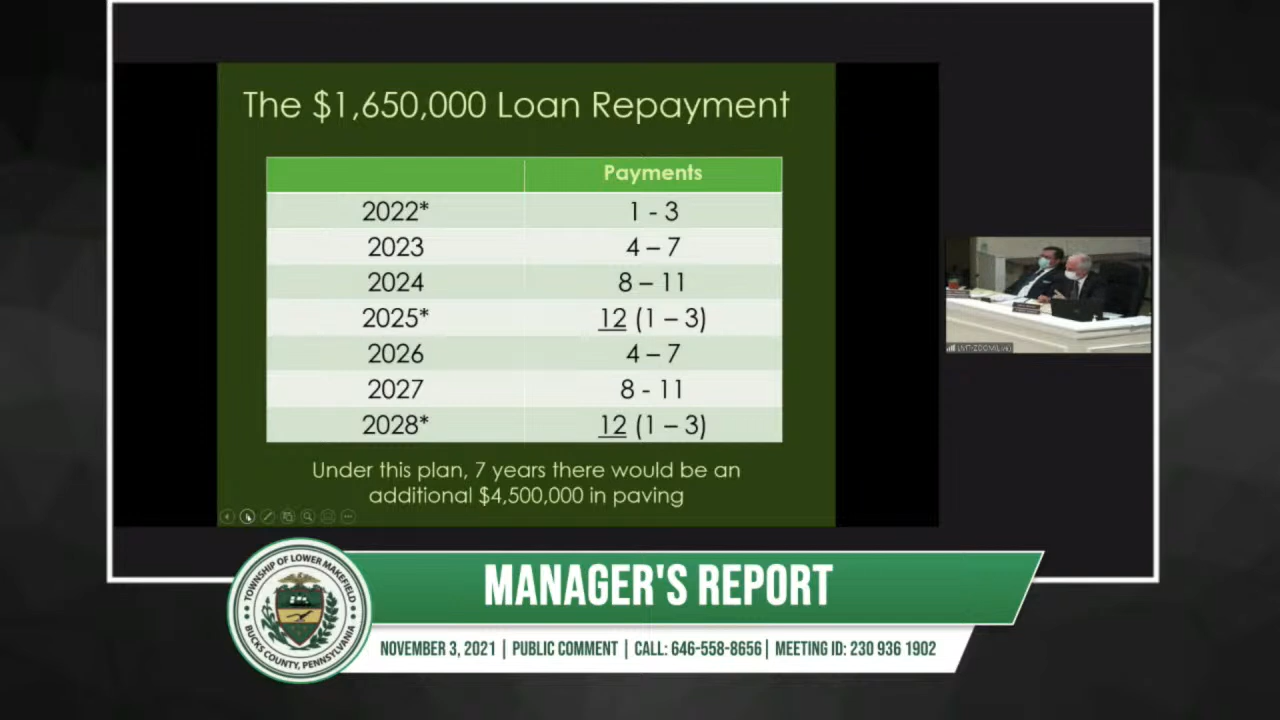 The $1,650,000 Loan Repayment
Payments
2022* 1 - 3
2023 4 – 7
2024 8 – 11
2025* 12 (1 – 3)
2026 4 – 7
2027 8 - 11
2028* 12 (1 – 3)
Under this plan, 7 years there would be an
additional $4,500,000 in paving
TOWNSHIP OF LOWER MAKEFIELD
BUCKS COUNTY, PENNSYLVANIA
MANAGER'S REPORT
NOVEMBER 3, 2021 | PUBLIC COMMENT | CALL: 646-558-8656 | MEETING ID: 230 936 1902